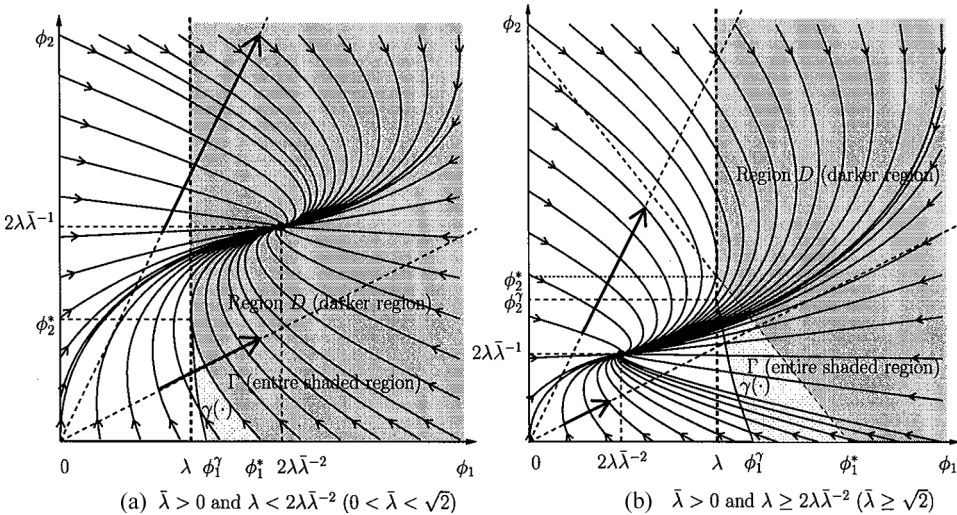 ϕ₂
2λλ̄⁻¹
ϕ₂*
Region D (darker region)
Γ (entire shaded region)
γ(·)
0 λ ϕ₁ᵞ ϕ₁* 2λλ̄⁻² ϕ₁
(a) λ̄ > 0 and λ < 2λλ̄⁻² (0 < λ̄ < √2)
ϕ₂
Region D (darker region)
ϕ₂*
ϕ₂ᵞ
2λλ̄⁻¹
Γ (entire shaded region)
γ(·)
0 2λλ̄⁻² λ ϕ₁ᵞ ϕ₁* ϕ₁
(b) λ̄ > 0 and λ ≥ 2λλ̄⁻² (λ̄ ≥ √2)